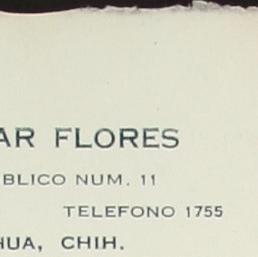 AR FLORES
BLICO NUM. 11
TELEFONO 1755
HUA, CHIH.